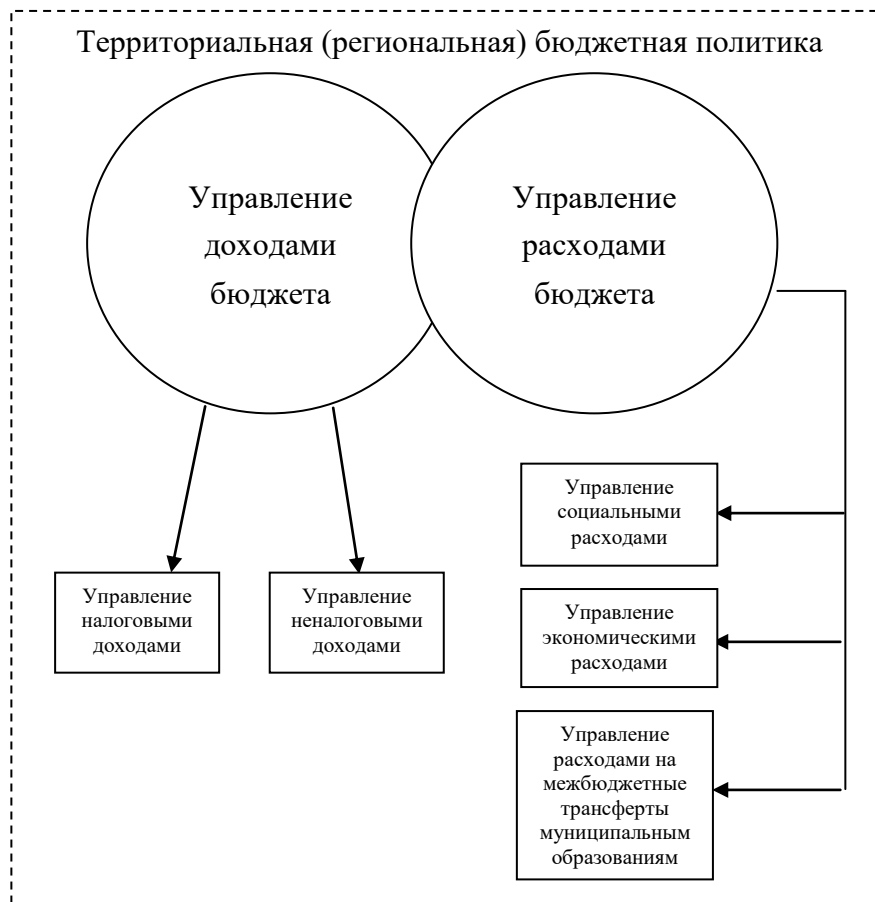 Территориальная (региональная) бюджетная политика
Управление
доходами
бюджета
Управление
расходами
бюджета
Управление
налоговыми
доходами
Управление
неналоговыми
доходами
Управление
социальными
расходами
Управление
экономическими
расходами
Управление
расходами на
межбюджетные
трансферты
муниципальным
образованиям